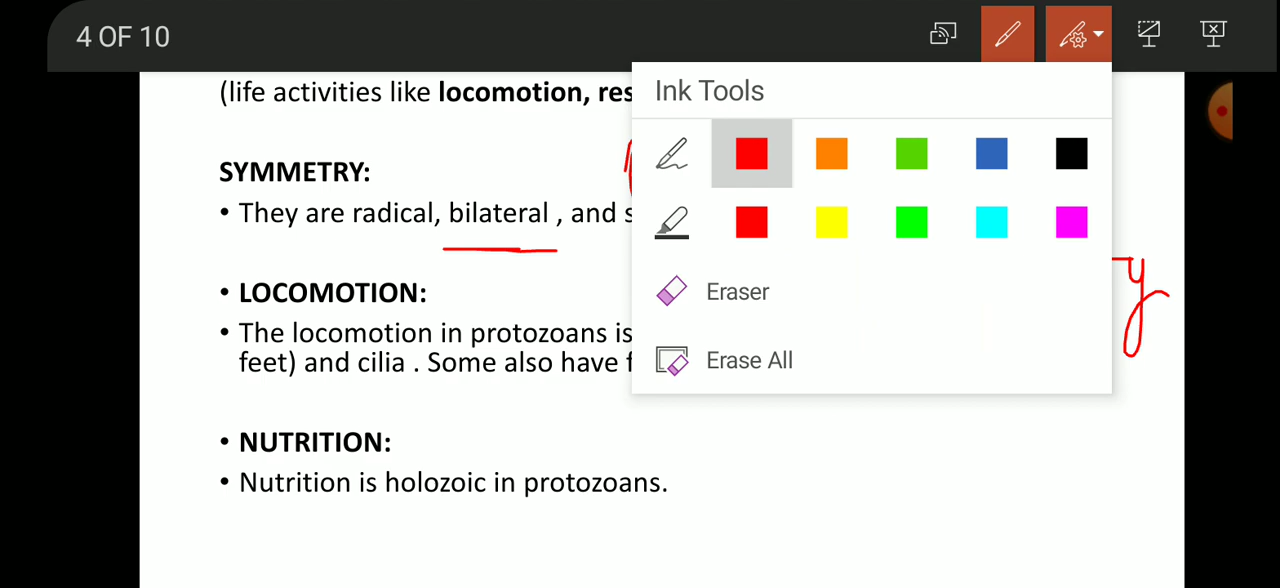 4 OF 10
Ink Tools
(life activities like locomotion, res
SYMMETRY:
• They are radical, bilateral , and s
y
• LOCOMOTION:
• The locomotion in protozoans is
feet) and cilia . Some also have f
Eraser
Erase All
• NUTRITION:
• Nutrition is holozoic in protozoans.